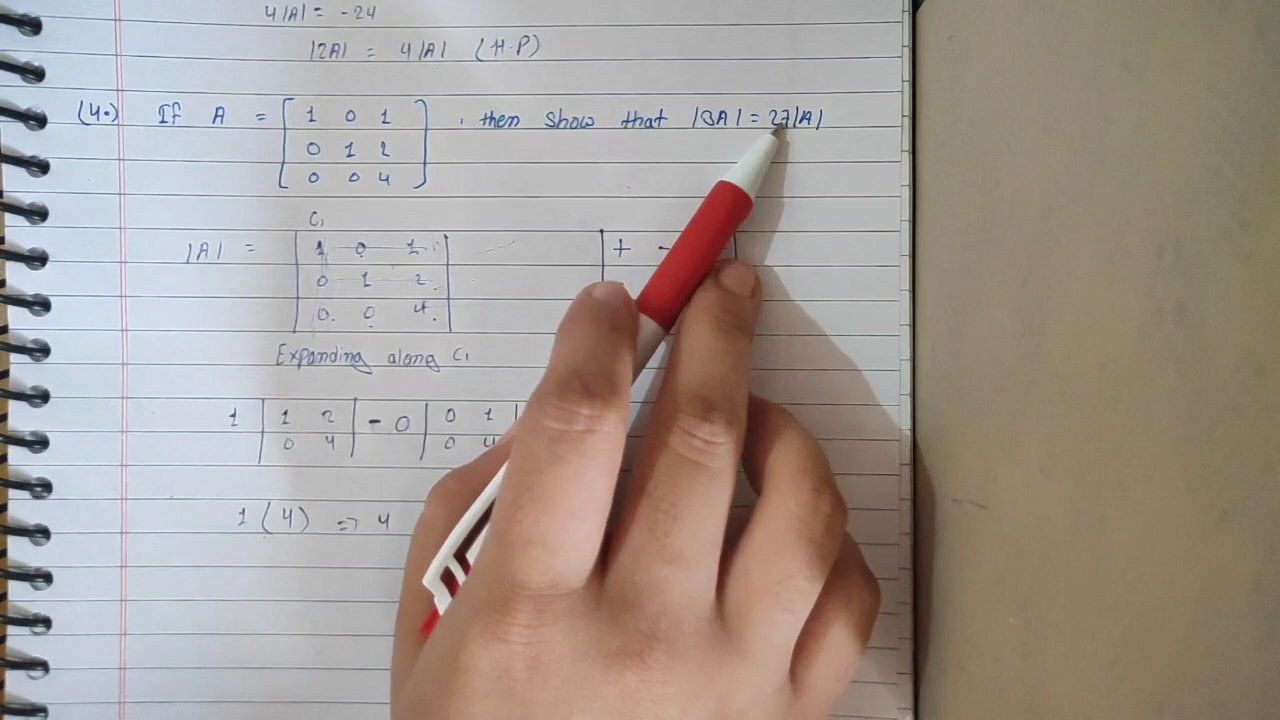 4|A| = -24
|2A| = 4|A| (H.P)
(4.) If A = [ 1 0 1 ] , then show that |3A| = 27|A|
0 1 2
0 0 4
C₁
|A| = | 1 0 1 | | + -
0 1 2
0 0 4
Expanding along C₁
1 | 1 2 | - 0 | 0 1 |
0 4 0 4
1 (4) => 4